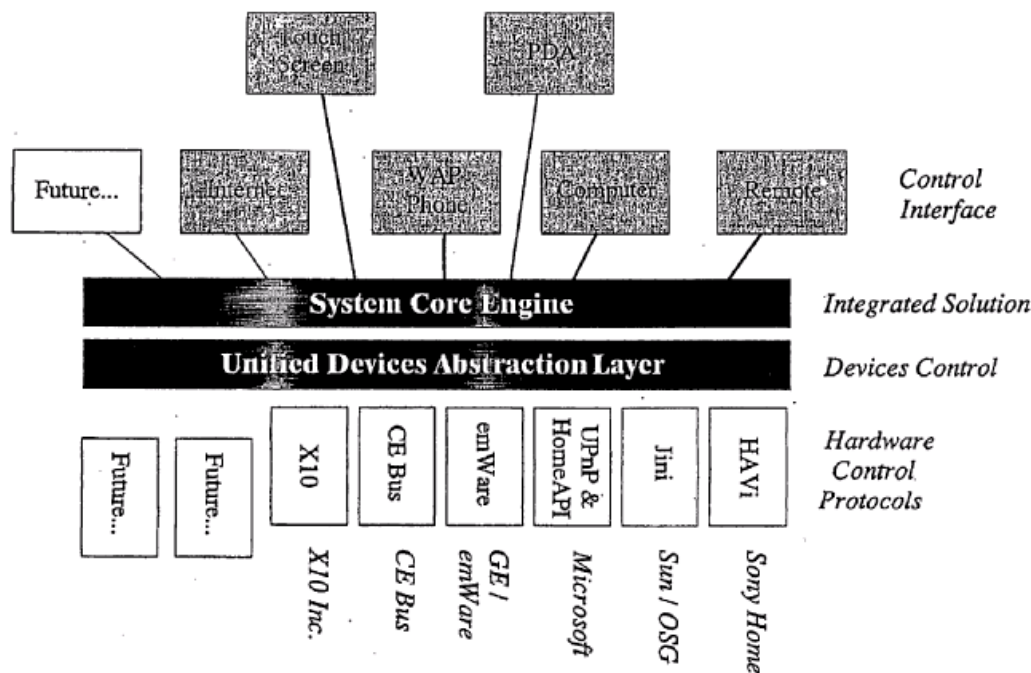 Touch
Screen
PDA
Future...
Internet
WAP
Phone
Computer
Remote
Control
Interface
System Core Engine
Integrated Solution
Unified Devices Abstraction Layer
Devices Control
Future...
Future...
X10
CE Bus
emWare
UPnP &
HomeAPI
Jini
HAVi
Hardware
Control
Protocols
X10 Inc.
CE Bus
GE /
emWare
Microsoft
Sun / OSG
Sony Home